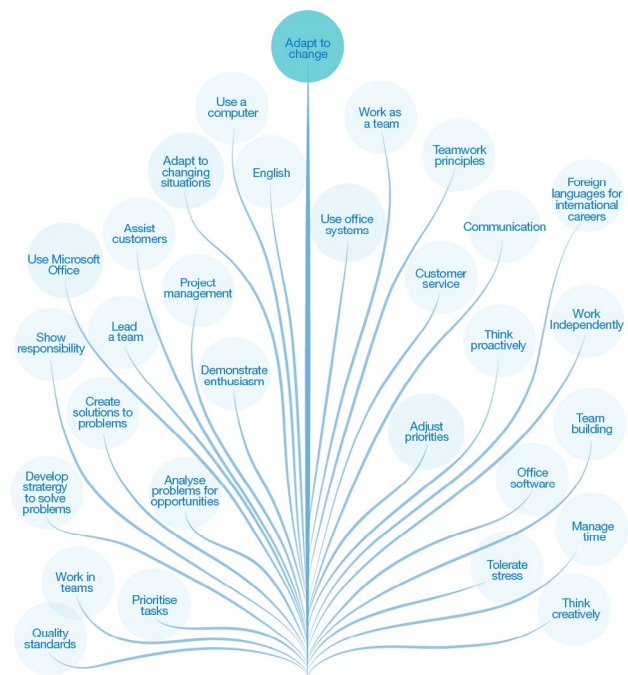 Adapt to
change
Use a
computer
Work as
a team
Adapt to
changing
situations
English
Teamwork
principles
Foreign
languages for
international
careers
Assist
customers
Use office
systems
Communication
Use Microsoft
Office
Project
management
Customer
service
Show
responsibility
Lead
a team
Think
proactively
Work
Independently
Demonstrate
enthusiasm
Create
solutions to
problems
Adjust
priorities
Team
building
Develop
stratergy
to solve
problems
Analyse
problems for
opportunities
Office
software
Manage
time
Work in
teams
Prioritise
tasks
Tolerate
stress
Think
creatively
Quality
standards